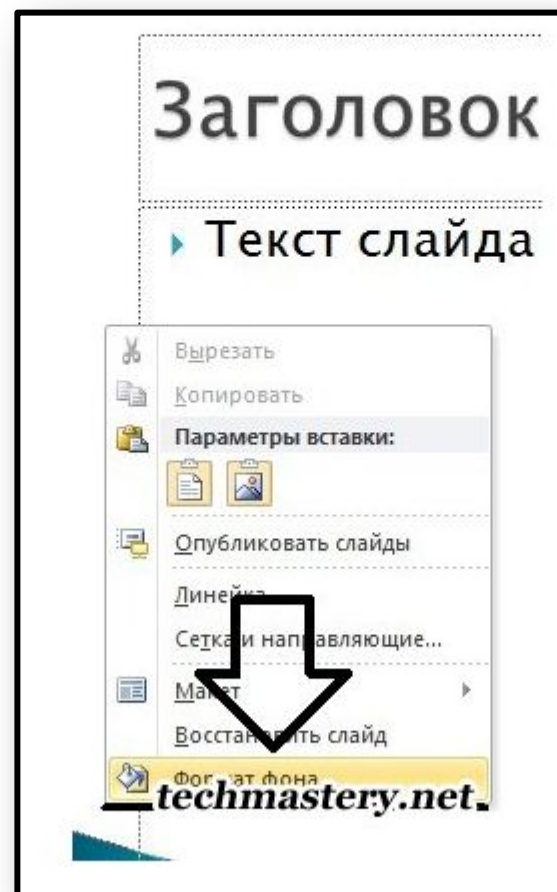 Заголовок
Текст слайда
Вырезать
Копировать
Параметры вставки:
Опубликовать слайды
Линейка
Сетка и направляющие...
Макет
Восстановить слайд
Формат фона
techmastery.net